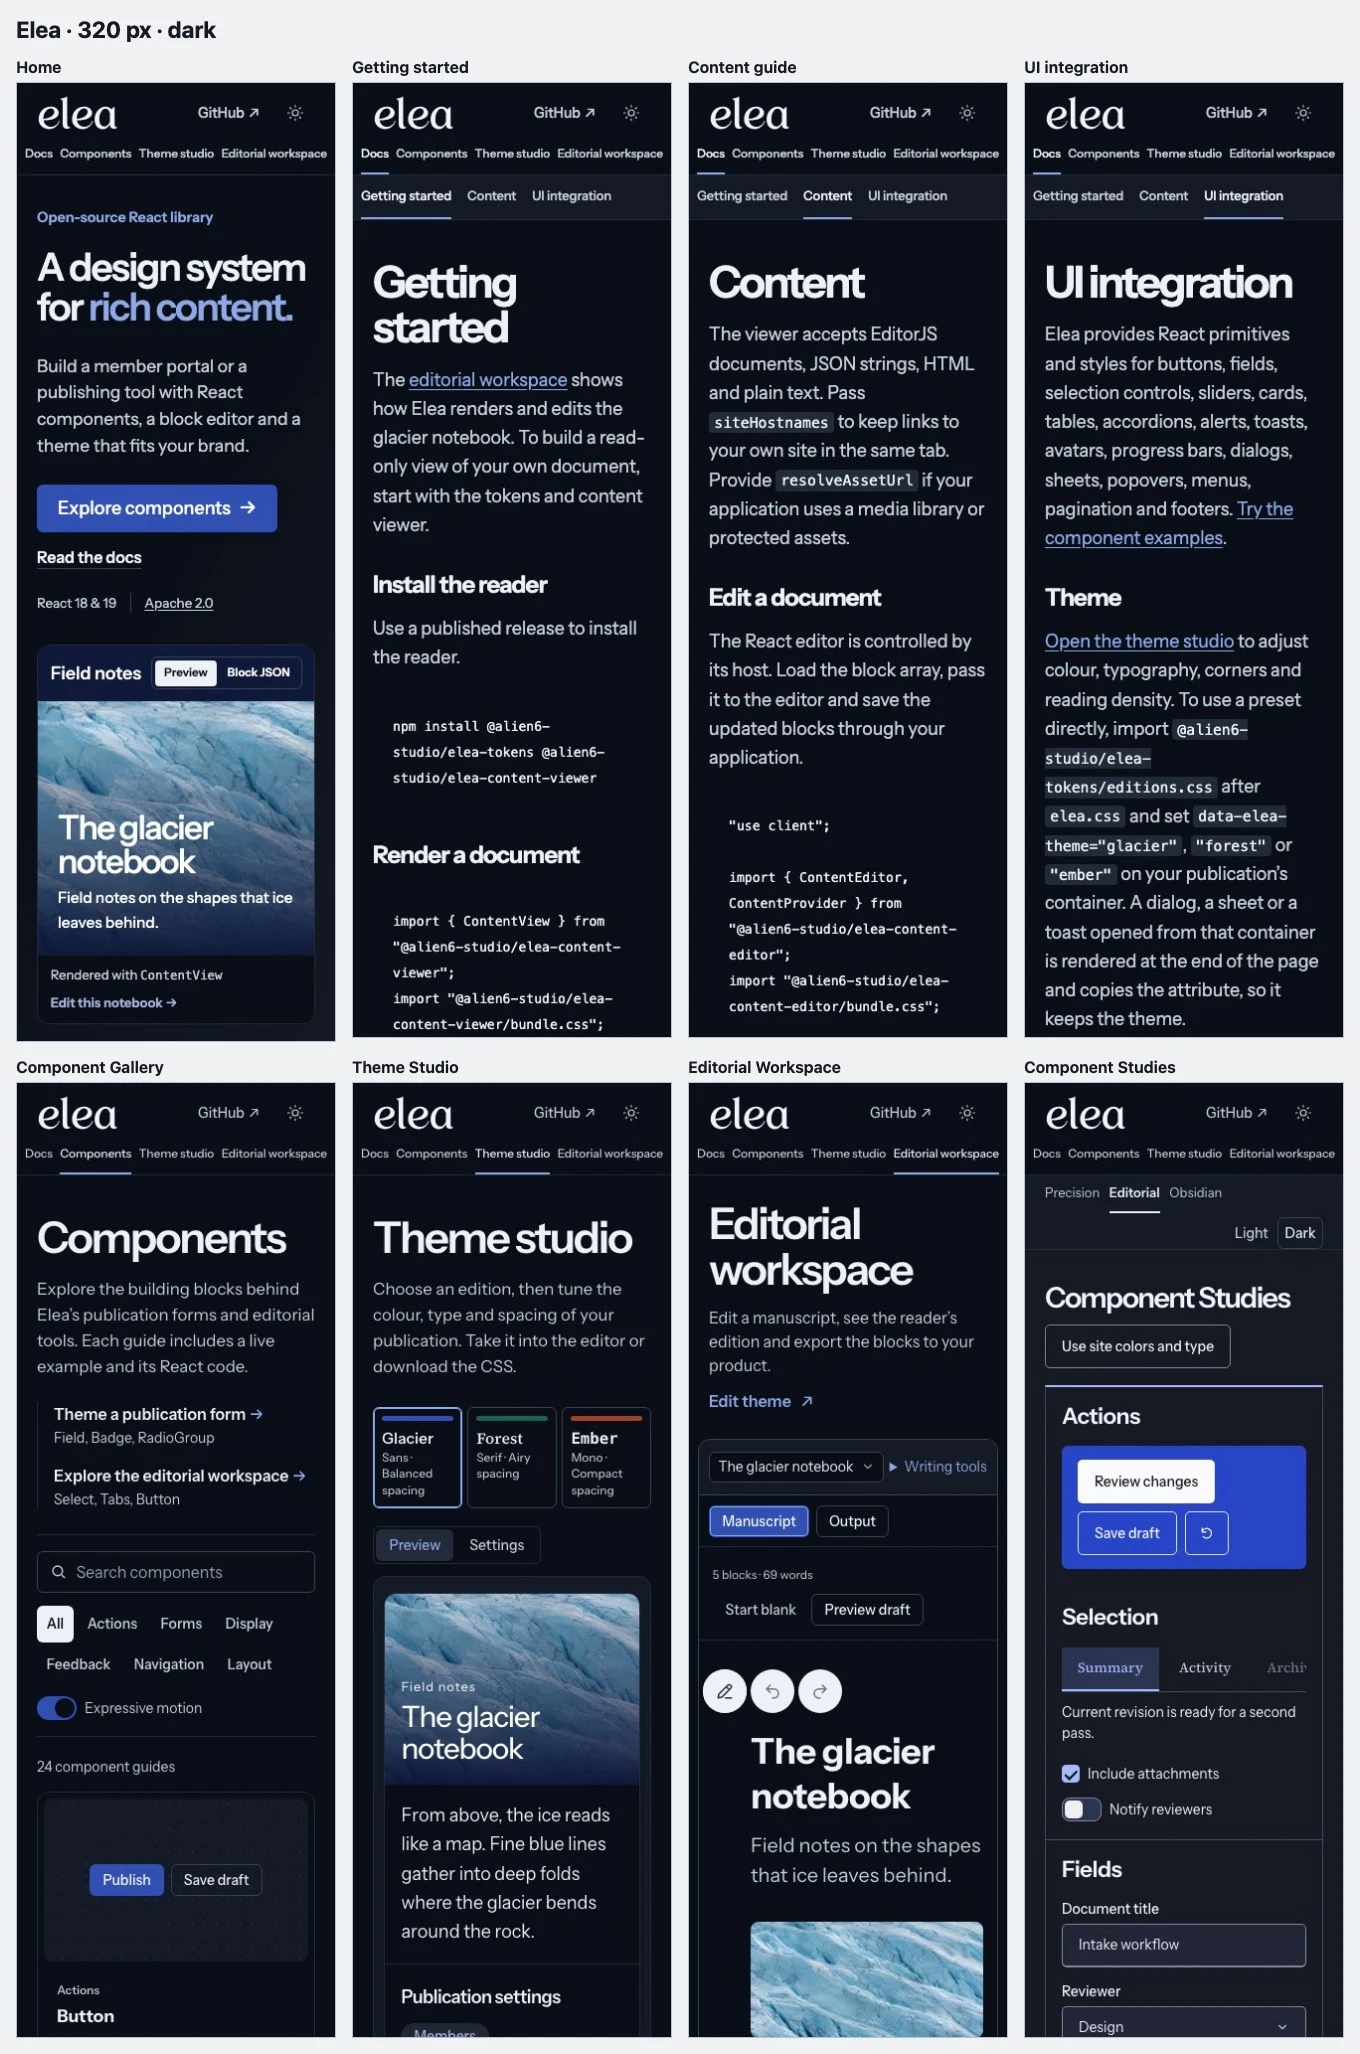 Elea · 320 px · dark
Home
elea
GitHub ↗
Docs Components Theme studio Editorial workspace
Open-source React library
A design system
for rich content.
Build a member portal or a
publishing tool with React
components, a block editor and a
theme that fits your brand.
Explore components →
Read the docs
React 18 & 19 Apache 2.0
Field notes Preview Block JSON
The glacier
notebook
Field notes on the shapes that ice
leaves behind.
Rendered with ContentView
Edit this notebook →
Getting started
elea
GitHub ↗
Docs Components Theme studio Editorial workspace
Getting started Content UI integration
Getting
started
The editorial workspace shows
how Elea renders and edits the
glacier notebook. To build a read-
only view of your own document,
start with the tokens and content
viewer.
Install the reader
Use a published release to install
the reader.
npm install @alien6-
studio/elea-tokens @alien6-
studio/elea-content-viewer
Render a document
import { ContentView } from
"@alien6-studio/elea-content-
viewer";
import "@alien6-studio/elea-
content-viewer/bundle.css";
Content guide
elea
GitHub ↗
Docs Components Theme studio Editorial workspace
Getting started Content UI integration
Content
The viewer accepts EditorJS
documents, JSON strings, HTML
and plain text. Pass
siteHostnames to keep links to
your own site in the same tab.
Provide resolveAssetUrl if your
application uses a media library or
protected assets.
Edit a document
The React editor is controlled by
its host. Load the block array, pass
it to the editor and save the
updated blocks through your
application.
"use client";
import { ContentEditor,
ContentProvider } from
"@alien6-studio/elea-content-
editor";
import "@alien6-studio/elea-
content-editor/bundle.css";
UI integration
elea
GitHub ↗
Docs Components Theme studio Editorial workspace
Getting started Content UI integration
UI integration
Elea provides React primitives
and styles for buttons, fields,
selection controls, sliders, cards,
tables, accordions, alerts, toasts,
avatars, progress bars, dialogs,
sheets, popovers, menus,
pagination and footers. Try the
component examples.
Theme
Open the theme studio to adjust
colour, typography, corners and
reading density. To use a preset
directly, import @alien6-
studio/elea-
tokens/editions.css after
elea.css and set data-elea-
theme="glacier", "forest" or
"ember" on your publication's
container. A dialog, a sheet or a
toast opened from that container
is rendered at the end of the page
and copies the attribute, so it
keeps the theme.
Component Gallery
elea
GitHub ↗
Docs Components Theme studio Editorial workspace
Components
Explore the building blocks behind
Elea's publication forms and editorial
tools. Each guide includes a live
example and its React code.
Theme a publication form →
Field, Badge, RadioGroup
Explore the editorial workspace →
Select, Tabs, Button
Search components
All Actions Forms Display
Feedback Navigation Layout
Expressive motion
24 component guides
Publish Save draft
Actions
Button
Theme Studio
elea
GitHub ↗
Docs Components Theme studio Editorial workspace
Theme studio
Choose an edition, then tune the
colour, type and spacing of your
publication. Take it into the editor or
download the CSS.
Glacier
Sans ·
Balanced
spacing
Forest
Serif · Airy
spacing
Ember
Mono ·
Compact
spacing
Preview Settings
Field notes
The glacier
notebook
From above, the ice reads
like a map. Fine blue lines
gather into deep folds
where the glacier bends
around the rock.
Publication settings
Members
Editorial Workspace
elea
GitHub ↗
Docs Components Theme studio Editorial workspace
Editorial
workspace
Edit a manuscript, see the reader's
edition and export the blocks to your
product.
Edit theme ↗
The glacier notebook ▶ Writing tools
Manuscript Output
5 blocks · 69 words
Start blank Preview draft
The glacier
notebook
Field notes on the shapes
that ice leaves behind.
Component Studies
elea
GitHub ↗
Docs Components Theme studio Editorial workspace
Precision Editorial Obsidian
Light Dark
Component Studies
Use site colors and type
Actions
Review changes
Save draft
Selection
Summary Activity Archiv
Current revision is ready for a second
pass.
Include attachments
Notify reviewers
Fields
Document title
Intake workflow
Reviewer
Design